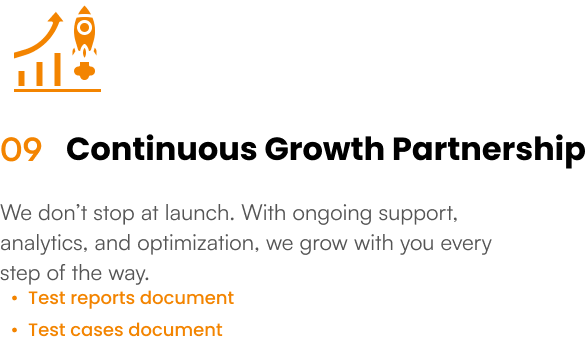 09 Continuous Growth Partnership
We don’t stop at launch. With ongoing support,
analytics, and optimization, we grow with you every
step of the way.
• Test reports document
• Test cases document